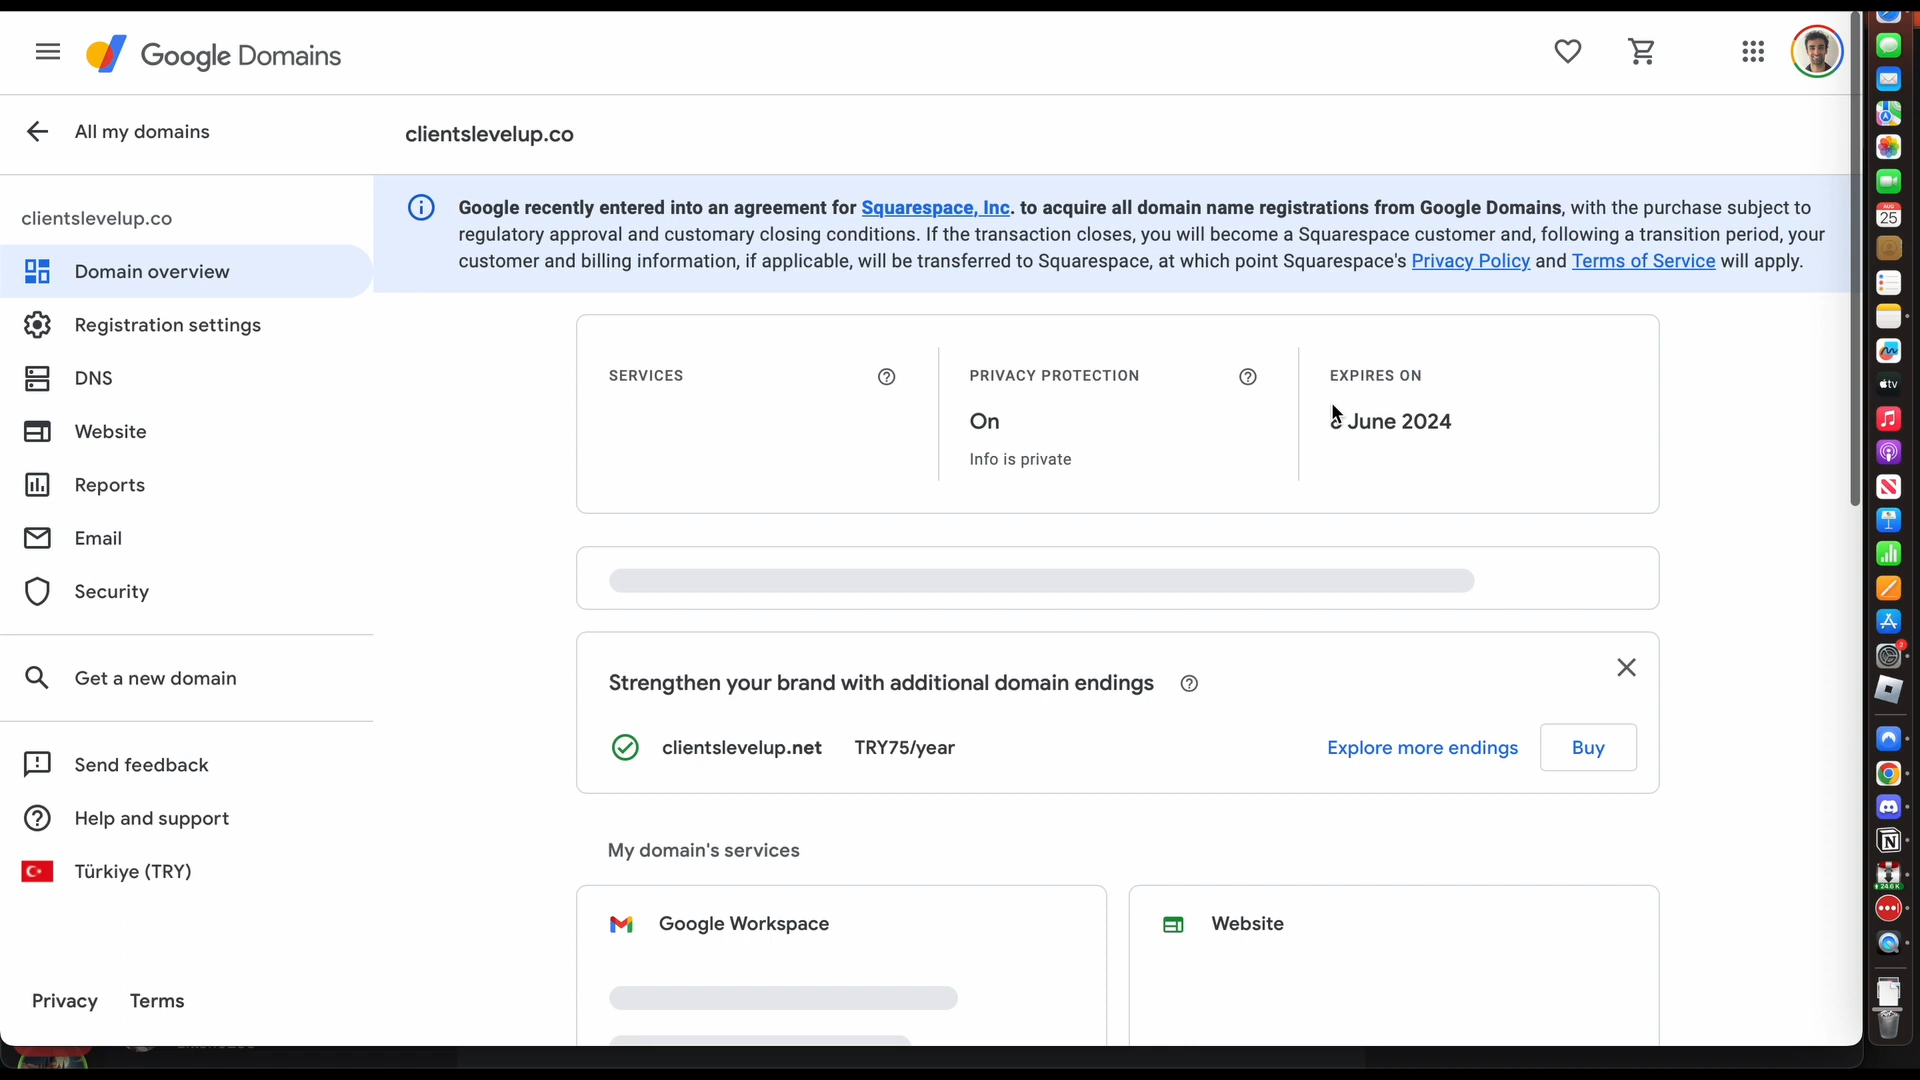 Google Domains
All my domains
clientslevelup.co
clientslevelup.co
Domain overview
Registration settings
DNS
Website
Reports
Email
Security
Get a new domain
Send feedback
Help and support
Türkiye (TRY)
Privacy Terms
Google recently entered into an agreement for Squarespace, Inc. to acquire all domain name registrations from Google Domains, with the purchase subject to
regulatory approval and customary closing conditions. If the transaction closes, you will become a Squarespace customer and, following a transition period, your
customer and billing information, if applicable, will be transferred to Squarespace, at which point Squarespace's Privacy Policy and Terms of Service will apply.
SERVICES
PRIVACY PROTECTION
On
Info is private
EXPIRES ON
June 2024
Strengthen your brand with additional domain endings
clientslevelup.net TRY75/year Explore more endings Buy
My domain's services
Google Workspace
Website
AUG
25
tv
2
24.6 K